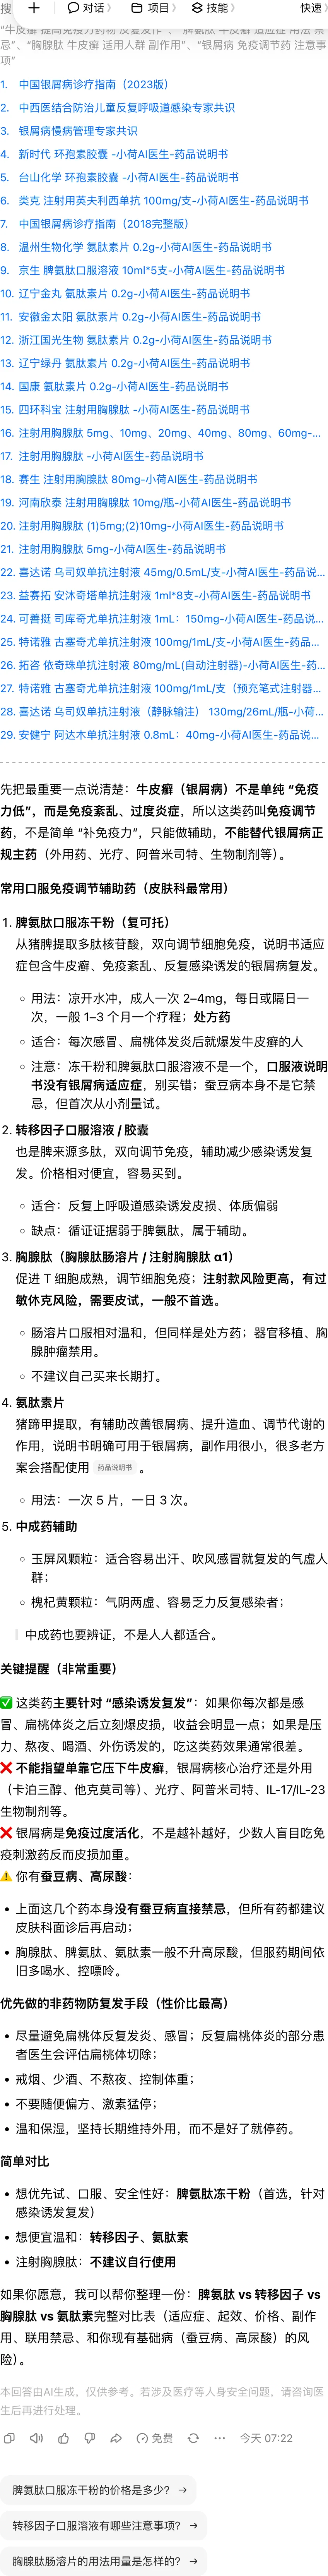 搜
对话 》
项目 》
技能 》
快速 》
“牛皮癣 提高免疫力药物 反复发作”、“脾氨肽 牛皮癣 适应症 用法 禁
忌”、“胸腺肽 牛皮癣 适用人群 副作用”、“银屑病 免疫调节药 注意事
项”
1. 中国银屑病诊疗指南（2023版）
2. 中西医结合防治儿童反复呼吸道感染专家共识
3. 银屑病慢病管理专家共识
4. 新时代 环孢素胶囊 -小荷AI医生-药品说明书
5. 台山化学 环孢素胶囊 -小荷AI医生-药品说明书
6. 类克 注射用英夫利西单抗 100mg/支-小荷AI医生-药品说明书
7. 中国银屑病诊疗指南（2018完整版）
8. 温州生物化学 氨肽素片 0.2g-小荷AI医生-药品说明书
9. 京生 脾氨肽口服溶液 10ml*5支-小荷AI医生-药品说明书
10. 辽宁金丸 氨肽素片 0.2g-小荷AI医生-药品说明书
11. 安徽金太阳 氨肽素片 0.2g-小荷AI医生-药品说明书
12. 浙江国光生物 氨肽素片 0.2g-小荷AI医生-药品说明书
13. 辽宁绿丹 氨肽素片 0.2g-小荷AI医生-药品说明书
14. 国康 氨肽素片 0.2g-小荷AI医生-药品说明书
15. 四环科宝 注射用胸腺肽 -小荷AI医生-药品说明书
16. 注射用胸腺肽 5mg、10mg、20mg、40mg、80mg、60mg-...
17. 注射用胸腺肽 -小荷AI医生-药品说明书
18. 赛生 注射用胸腺肽 80mg-小荷AI医生-药品说明书
19. 河南欣泰 注射用胸腺肽 10mg/瓶-小荷AI医生-药品说明书
20. 注射用胸腺肽 (1)5mg;(2)10mg-小荷AI医生-药品说明书
21. 注射用胸腺肽 5mg-小荷AI医生-药品说明书
22. 喜达诺 乌司奴单抗注射液 45mg/0.5mL/支-小荷AI医生-药品说...
23. 益赛拓 安沐奇塔单抗注射液 1ml*8支-小荷AI医生-药品说明书
24. 可善挺 司库奇尤单抗注射液 1mL：150mg-小荷AI医生-药品说...
25. 特诺雅 古塞奇尤单抗注射液 100mg/1mL/支-小荷AI医生-药品...
26. 拓咨 依奇珠单抗注射液 80mg/mL(自动注射器)-小荷AI医生-药...
27. 特诺雅 古塞奇尤单抗注射液 100mg/1mL/支（预充笔式注射器...
28. 喜达诺 乌司奴单抗注射液（静脉输注） 130mg/26mL/瓶-小荷...
29. 安健宁 阿达木单抗注射液 0.8mL：40mg-小荷AI医生-药品说...
先把最重要一点说清楚：牛皮癣（银屑病）不是单纯 “免疫
力低”，而是免疫紊乱、过度炎症，所以这类药叫免疫调节
药，不是简单 “补免疫力”，只能做辅助，不能替代银屑病正
规主药（外用药、光疗、阿普米司特、生物制剂等）。
常用口服免疫调节辅助药（皮肤科最常用）
1. 脾氨肽口服冻干粉（复可托）
从猪脾提取多肽核苷酸，双向调节细胞免疫，说明书适应
症包含牛皮癣、免疫紊乱、反复感染诱发的银屑病复发。
○ 用法：凉开水冲，成人一次 2–4mg，每日或隔日一
次，一般 1–3 个月一个疗程；处方药
○ 适合：每次感冒、扁桃体发炎后就爆发牛皮癣的人
○ 注意：冻干粉和脾氨肽口服溶液不是一个，口服液说明
书没有银屑病适应症，别买错；蚕豆病本身不是它禁
忌，但首次从小剂量试。
2. 转移因子口服溶液 / 胶囊
也是脾来源多肽，双向调节免疫，辅助减少感染诱发复
发。价格相对便宜，容易买到。
○ 适合：反复上呼吸道感染诱发皮损、体质偏弱
○ 缺点：循证证据弱于脾氨肽，属于辅助。
3. 胸腺肽（胸腺肽肠溶片 / 注射胸腺肽 α1）
促进 T 细胞成熟，调节细胞免疫；注射款风险更高，有过
敏休克风险，需要皮试，一般不首选。
○ 肠溶片口服相对温和，但同样是处方药；器官移植、胸
腺肿瘤禁用。
○ 不建议自己买来长期打。
4. 氨肽素片
猪蹄甲提取，有辅助改善银屑病、提升造血、调节代谢的
作用，说明书明确可用于银屑病，副作用很小，很多老方
案会搭配使用 药品说明书 。
○ 用法：一次 5 片，一日 3 次。
5. 中成药辅助
○ 玉屏风颗粒：适合容易出汗、吹风感冒就复发的气虚人
群；
○ 槐杞黄颗粒：气阴两虚、容易乏力反复感染者；
中成药也要辨证，不是人人都适合。
关键提醒（非常重要）
✅ 这类药主要针对 “感染诱发复发”：如果你每次都是感
冒、扁桃体炎之后立刻爆皮损，收益会明显一点；如果是压
力、熬夜、喝酒、外伤诱发的，吃这类药效果通常很差。
❌ 不能指望单靠它压下牛皮癣，银屑病核心治疗还是外用
（卡泊三醇、他克莫司等）、光疗、阿普米司特、IL-17/IL-23
生物制剂等。
❌ 银屑病是免疫过度活化，不是越补越好，少数人盲目吃免
疫刺激药反而皮损加重。
⚠️ 你有蚕豆病、高尿酸：
• 上面这几个药本身没有蚕豆病直接禁忌，但所有药都建议
皮肤科面诊后再启动；
• 胸腺肽、脾氨肽、氨肽素一般不升高尿酸，但服药期间依
旧多喝水、控嘌呤。
优先做的非药物防复发手段（性价比最高）
• 尽量避免扁桃体反复发炎、感冒；反复扁桃体炎的部分患
者医生会评估扁桃体切除；
• 戒烟、少酒、不熬夜、控制体重；
• 不要随便偏方、激素猛停；
• 温和保湿，坚持长期维持外用，而不是好了就停药。
简单对比
• 想优先试、口服、安全性好：脾氨肽冻干粉（首选，针对
感染诱发复发）
• 想便宜温和：转移因子、氨肽素
• 注射胸腺肽：不建议自行使用
如果你愿意，我可以帮你整理一份：脾氨肽 vs 转移因子 vs
胸腺肽 vs 氨肽素完整对比表（适应症、起效、价格、副作
用、联用禁忌、和你现有基础病（蚕豆病、高尿酸）的风
险）。
本回答由AI生成，仅供参考。若涉及医疗等人身安全问题，请咨询医
生后再进行处理。
免费
今天 07:22
脾氨肽口服冻干粉的价格是多少？ →
转移因子口服溶液有哪些注意事项？ →
胸腺肽肠溶片的用法用量是怎样的？ →